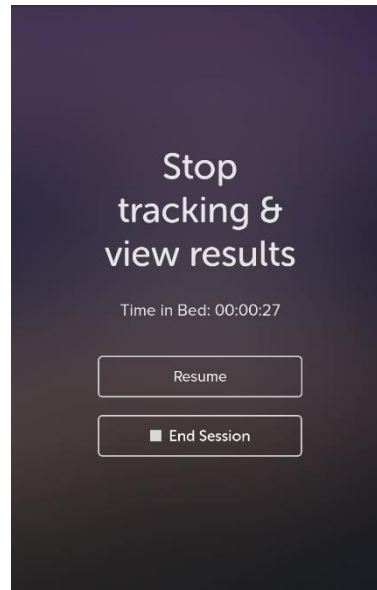 Stop
tracking &
view results
Time in Bed: 00:00:27
Resume
End Session